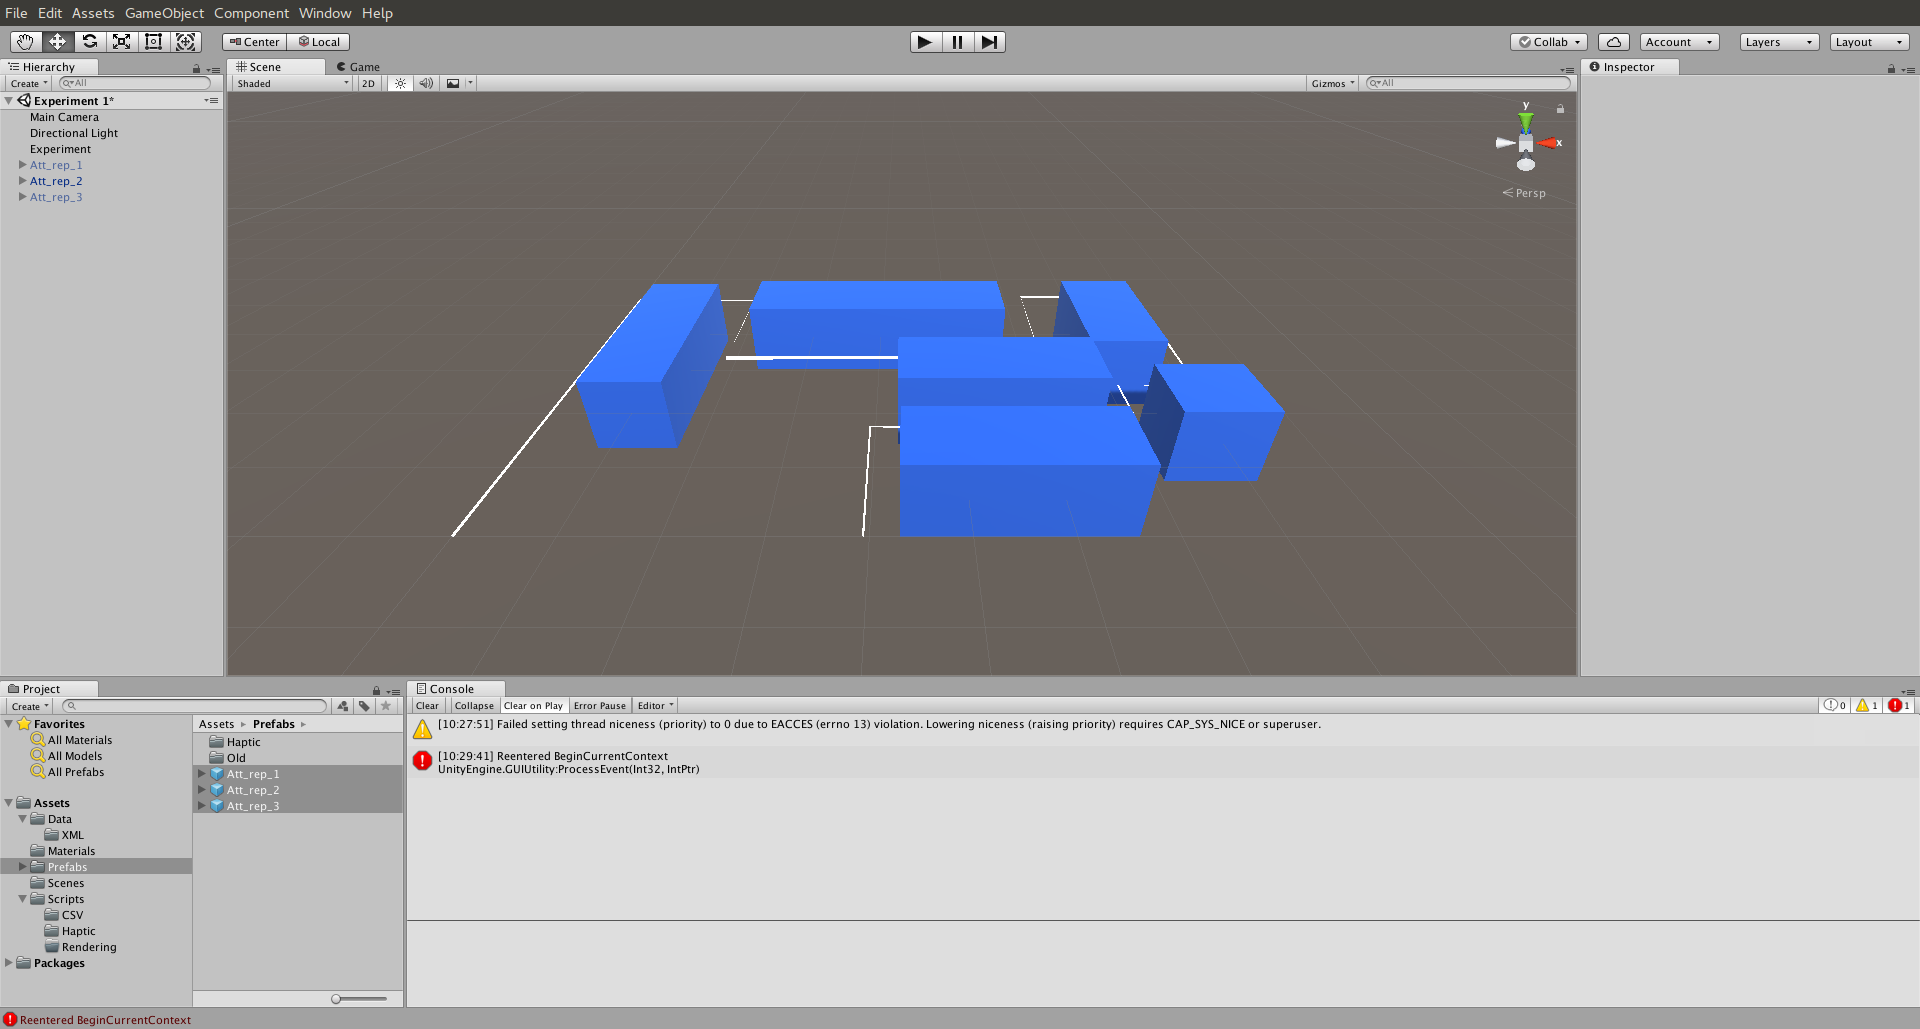 File Edit Assets GameObject Component Window Help
Center Local Collab Account Layers Layout
Hierarchy
Create All
Experiment 1*
Main Camera
Directional Light
Experiment
Att_rep_1
Att_rep_2
Att_rep_3
Scene Game
Shaded 2D Gizmos All
y
x
Persp
Inspector
Project
Create
Favorites
All Materials
All Models
All Prefabs
Assets
Data
XML
Materials
Prefabs
Scenes
Scripts
CSV
Haptic
Rendering
Packages
Assets Prefabs
Haptic
Old
Att_rep_1
Att_rep_2
Att_rep_3
Console
Clear Collapse Clear on Play Error Pause Editor 0 1 1
[10:27:51] Failed setting thread niceness (priority) to 0 due to EACCES (errno 13) violation. Lowering niceness (raising priority) requires CAP_SYS_NICE or superuser.
[10:29:41] Reentered BeginCurrentContext
UnityEngine.GUIUtility:ProcessEvent(Int32, IntPtr)
Reentered BeginCurrentContext